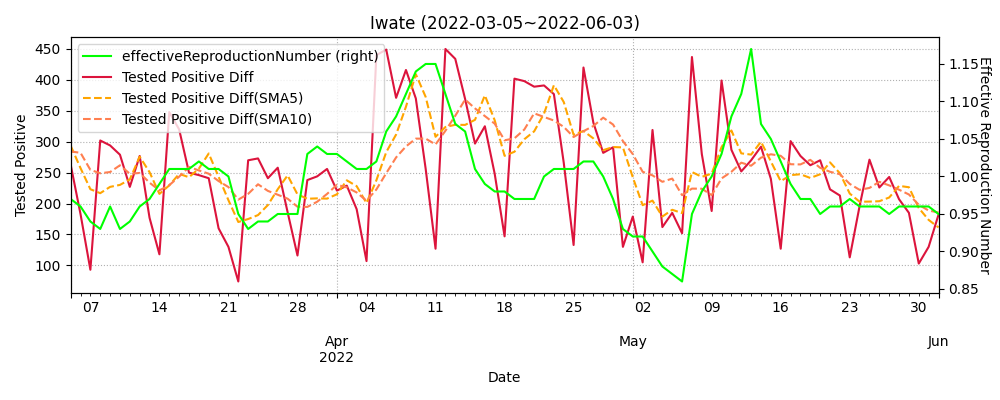 Iwate (2022-03-05~2022-06-03)
effectiveReproductionNumber (right)
Tested Positive Diff
Tested Positive Diff(SMA5)
Tested Positive Diff(SMA10)
Tested Positive
450
400
350
300
250
200
150
100
Effective Reproduction Number
1.15
1.10
1.05
1.00
0.95
0.90
0.85
07 14 21 28 04 11 18 25 02 09 16 23 30
Apr May Jun
2022
Date